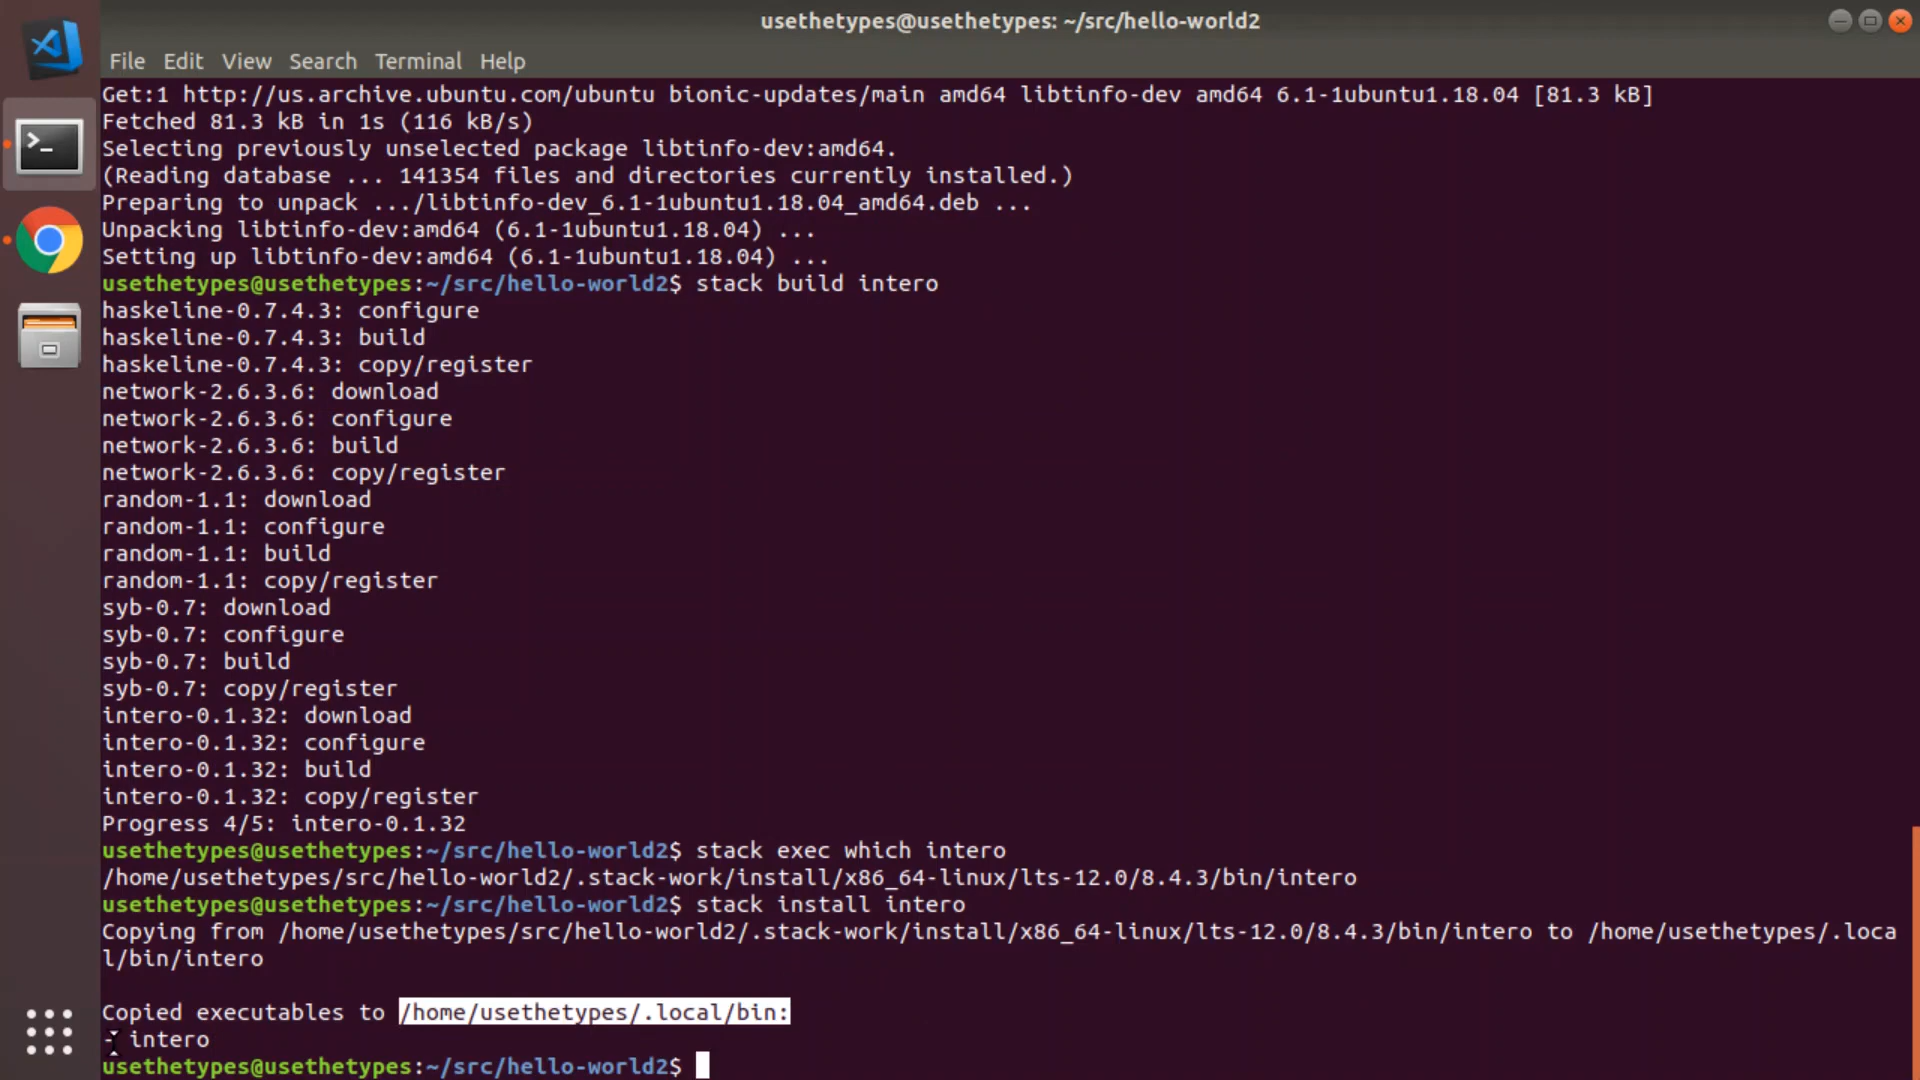 usethetypes@usethetypes: ~/src/hello-world2
File Edit View Search Terminal Help
Get:1 http://us.archive.ubuntu.com/ubuntu bionic-updates/main amd64 libtinfo-dev amd64 6.1-1ubuntu1.18.04 [81.3 kB]
Fetched 81.3 kB in 1s (116 kB/s)
Selecting previously unselected package libtinfo-dev:amd64.
(Reading database ... 141354 files and directories currently installed.)
Preparing to unpack .../libtinfo-dev_6.1-1ubuntu1.18.04_amd64.deb ...
Unpacking libtinfo-dev:amd64 (6.1-1ubuntu1.18.04) ...
Setting up libtinfo-dev:amd64 (6.1-1ubuntu1.18.04) ...
usethetypes@usethetypes:~/src/hello-world2$ stack build intero
haskeline-0.7.4.3: configure
haskeline-0.7.4.3: build
haskeline-0.7.4.3: copy/register
network-2.6.3.6: download
network-2.6.3.6: configure
network-2.6.3.6: build
network-2.6.3.6: copy/register
random-1.1: download
random-1.1: configure
random-1.1: build
random-1.1: copy/register
syb-0.7: download
syb-0.7: configure
syb-0.7: build
syb-0.7: copy/register
intero-0.1.32: download
intero-0.1.32: configure
intero-0.1.32: build
intero-0.1.32: copy/register
Progress 4/5: intero-0.1.32
usethetypes@usethetypes:~/src/hello-world2$ stack exec which intero
/home/usethetypes/src/hello-world2/.stack-work/install/x86_64-linux/lts-12.0/8.4.3/bin/intero
usethetypes@usethetypes:~/src/hello-world2$ stack install intero
Copying from /home/usethetypes/src/hello-world2/.stack-work/install/x86_64-linux/lts-12.0/8.4.3/bin/intero to /home/usethetypes/.loca
l/bin/intero
Copied executables to /home/usethetypes/.local/bin:
- intero
usethetypes@usethetypes:~/src/hello-world2$